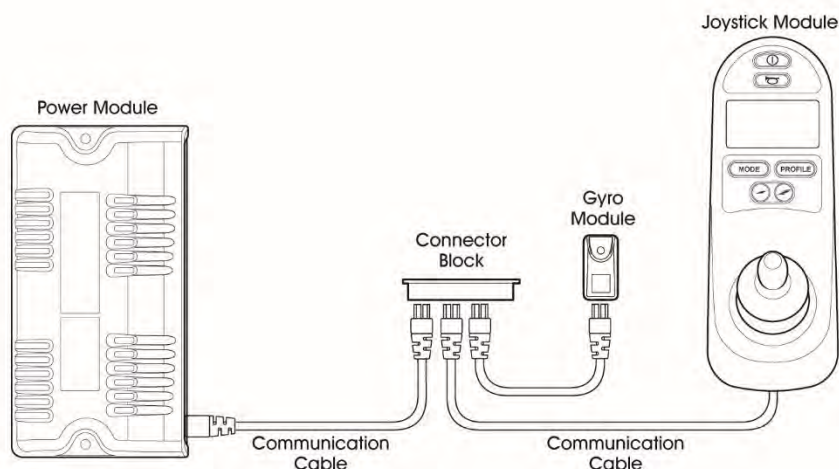 Joystick Module
Power Module
MODE
PROFILE
Gyro
Module
Connector
Block
Communication
Cable
Communication
Cable